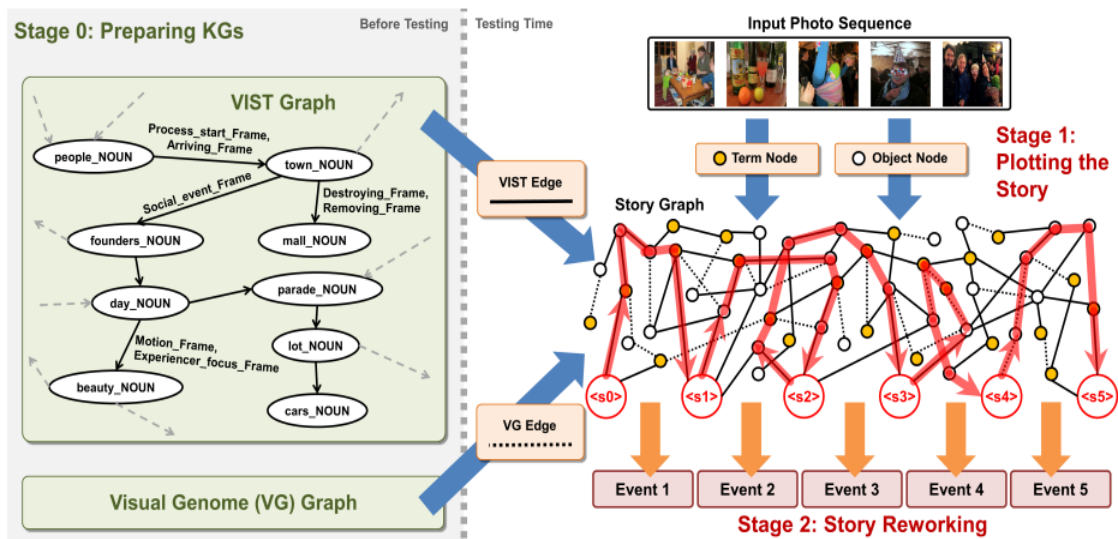 Stage 0: Preparing KGs
Before Testing
Testing Time
VIST Graph
people_NOUN
Process_start_Frame,
Arriving_Frame
town_NOUN
Social_event_Frame
Destroying_Frame,
Removing_Frame
founders_NOUN
mall_NOUN
day_NOUN
parade_NOUN
Motion_Frame,
Experiencer_focus_Frame
lot_NOUN
beauty_NOUN
cars_NOUN
Visual Genome (VG) Graph
VIST Edge
VG Edge
Input Photo Sequence
Term Node
Object Node
Stage 1:
Plotting the
Story
Story Graph
<s0>
<s1>
<s2>
<s3>
<s4>
<s5>
Event 1
Event 2
Event 3
Event 4
Event 5
Stage 2: Story Reworking